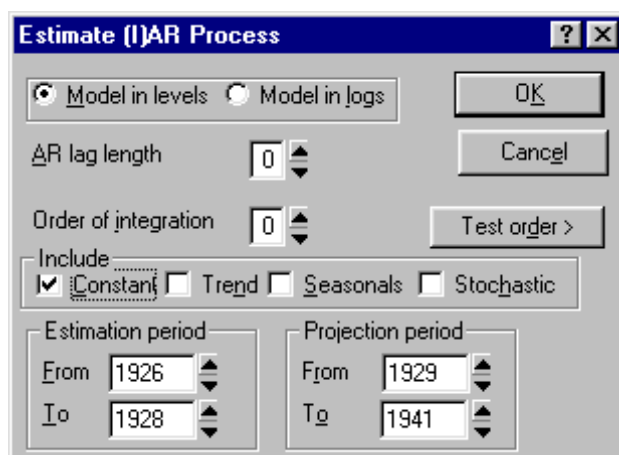 Estimate (I)AR Process ? X
Model in levels Model in logs OK
AR lag length 0 Cancel
Order of integration 0 Test order >
Include
Constant Trend Seasonals Stochastic
Estimation period Projection period
From 1926 From 1929
To 1928 To 1941